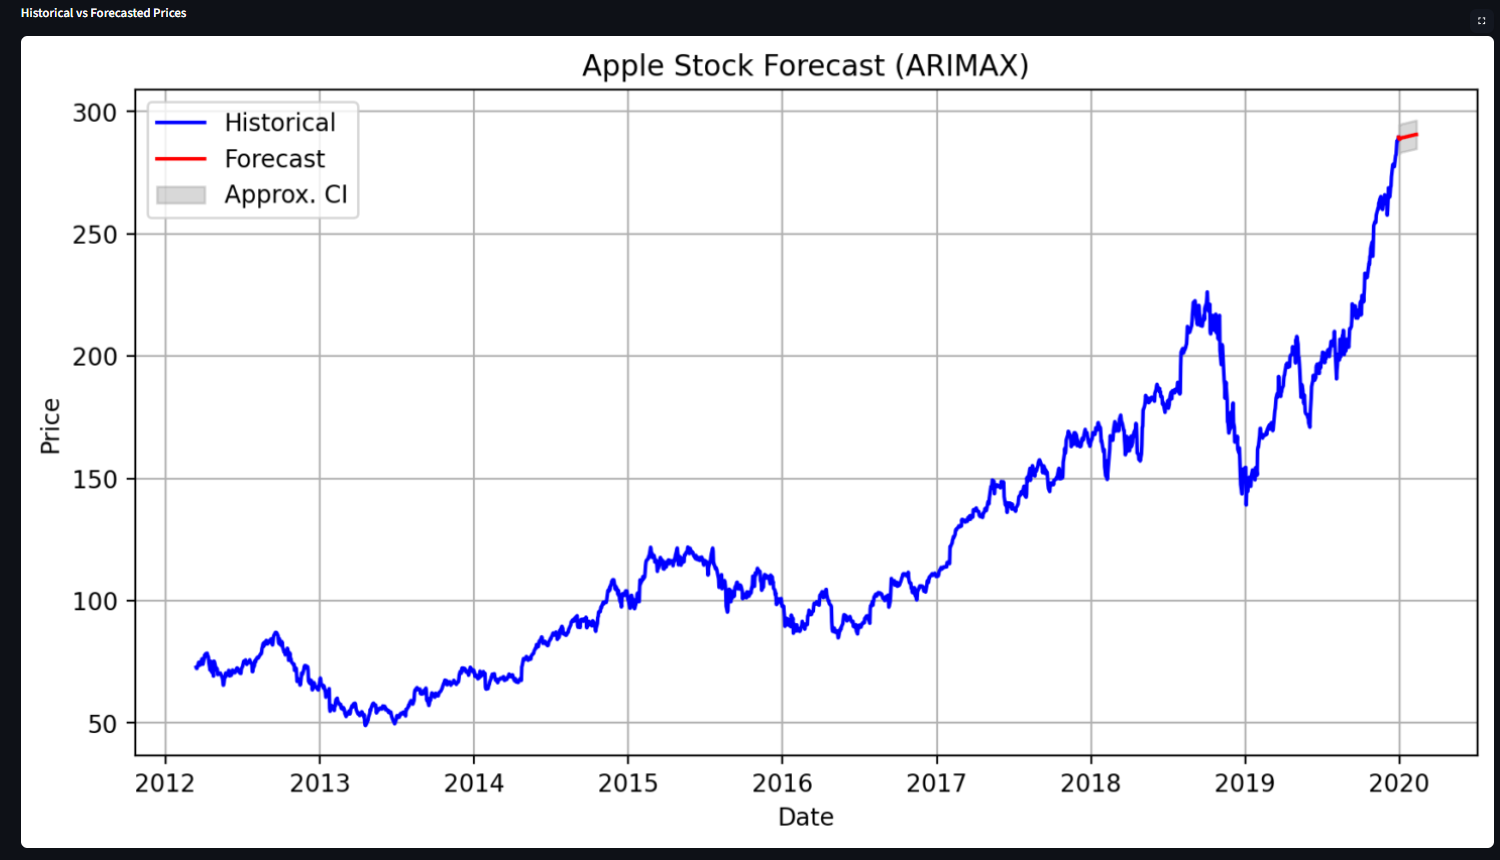 Historical vs Forecasted Prices
Apple Stock Forecast (ARIMAX)
Historical
Forecast
Approx. CI
300
250
200
150
100
50
Price
2012 2013 2014 2015 2016 2017 2018 2019 2020
Date